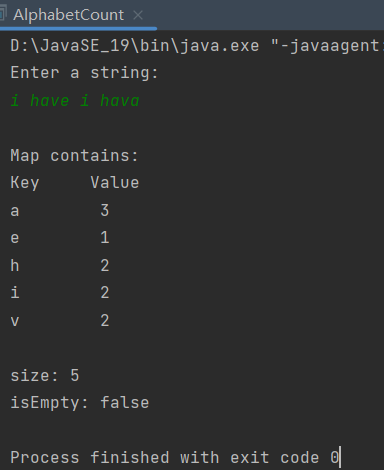 AlphabetCount
D:\JavaSE_19\bin\java.exe "-javaagent:
Enter a string:
i have i hava
Map contains:
Key Value
a 3
e 1
h 2
i 2
v 2
size: 5
isEmpty: false
Process finished with exit code 0